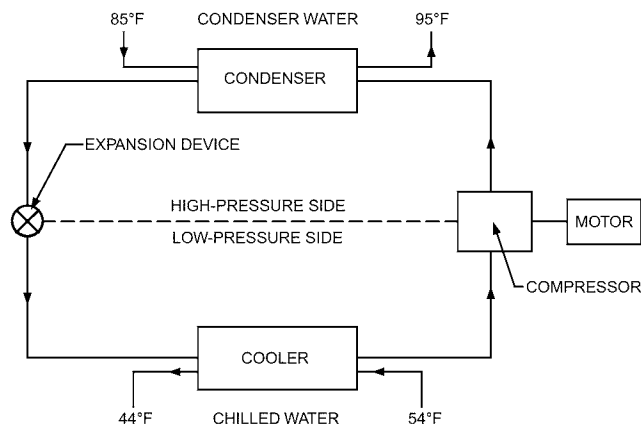 85°F
CONDENSER WATER
95°F
CONDENSER
EXPANSION DEVICE
HIGH-PRESSURE SIDE
LOW-PRESSURE SIDE
MOTOR
COMPRESSOR
COOLER
44°F
CHILLED WATER
54°F